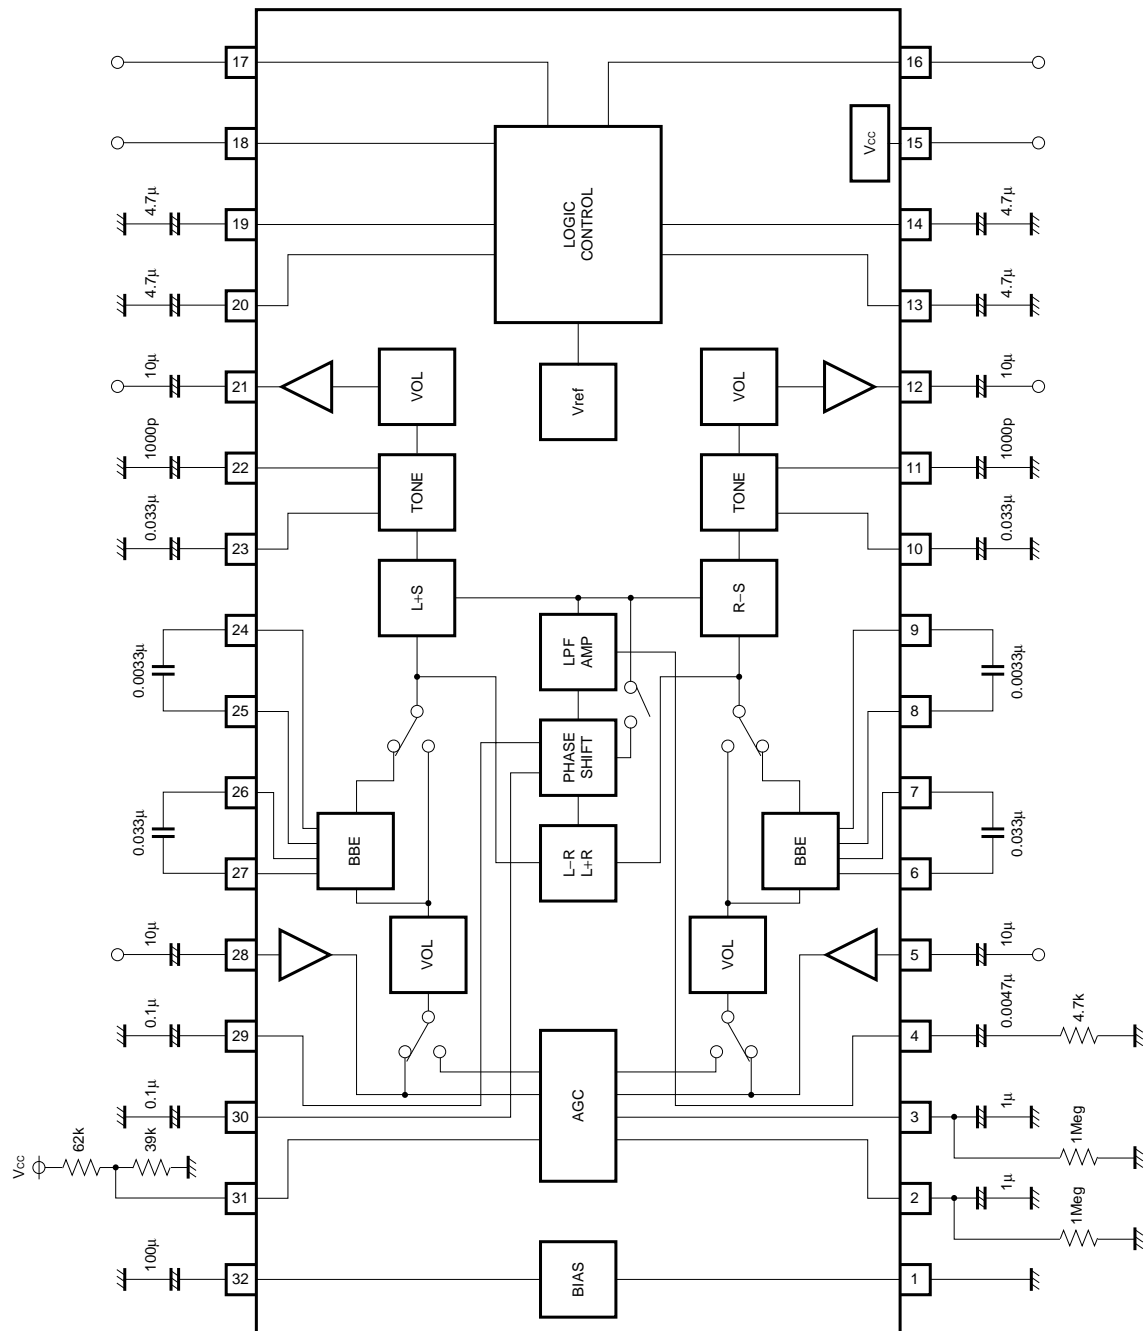 17
16
18
Vcc
15
4.7μ
19
LOGIC
CONTROL
14
4.7μ
4.7μ
20
13
4.7μ
10μ
21
VOL
Vref
VOL
12
10μ
1000p
22
TONE
TONE
11
1000p
0.033μ
23
10
0.033μ
L+S
R−S
24
LPF
AMP
9
0.0033μ
0.0033μ
25
PHASE
SHIFT
8
26
7
0.033μ
BBE
L−R
L+R
BBE
0.033μ
27
6
10μ
28
VOL
VOL
5
10μ
0.1μ
29
4
0.0047μ
4.7k
0.1μ
30
AGC
3
1μ
1Meg
Vcc
62k
39k
31
2
1μ
1Meg
100μ
32
BIAS
1